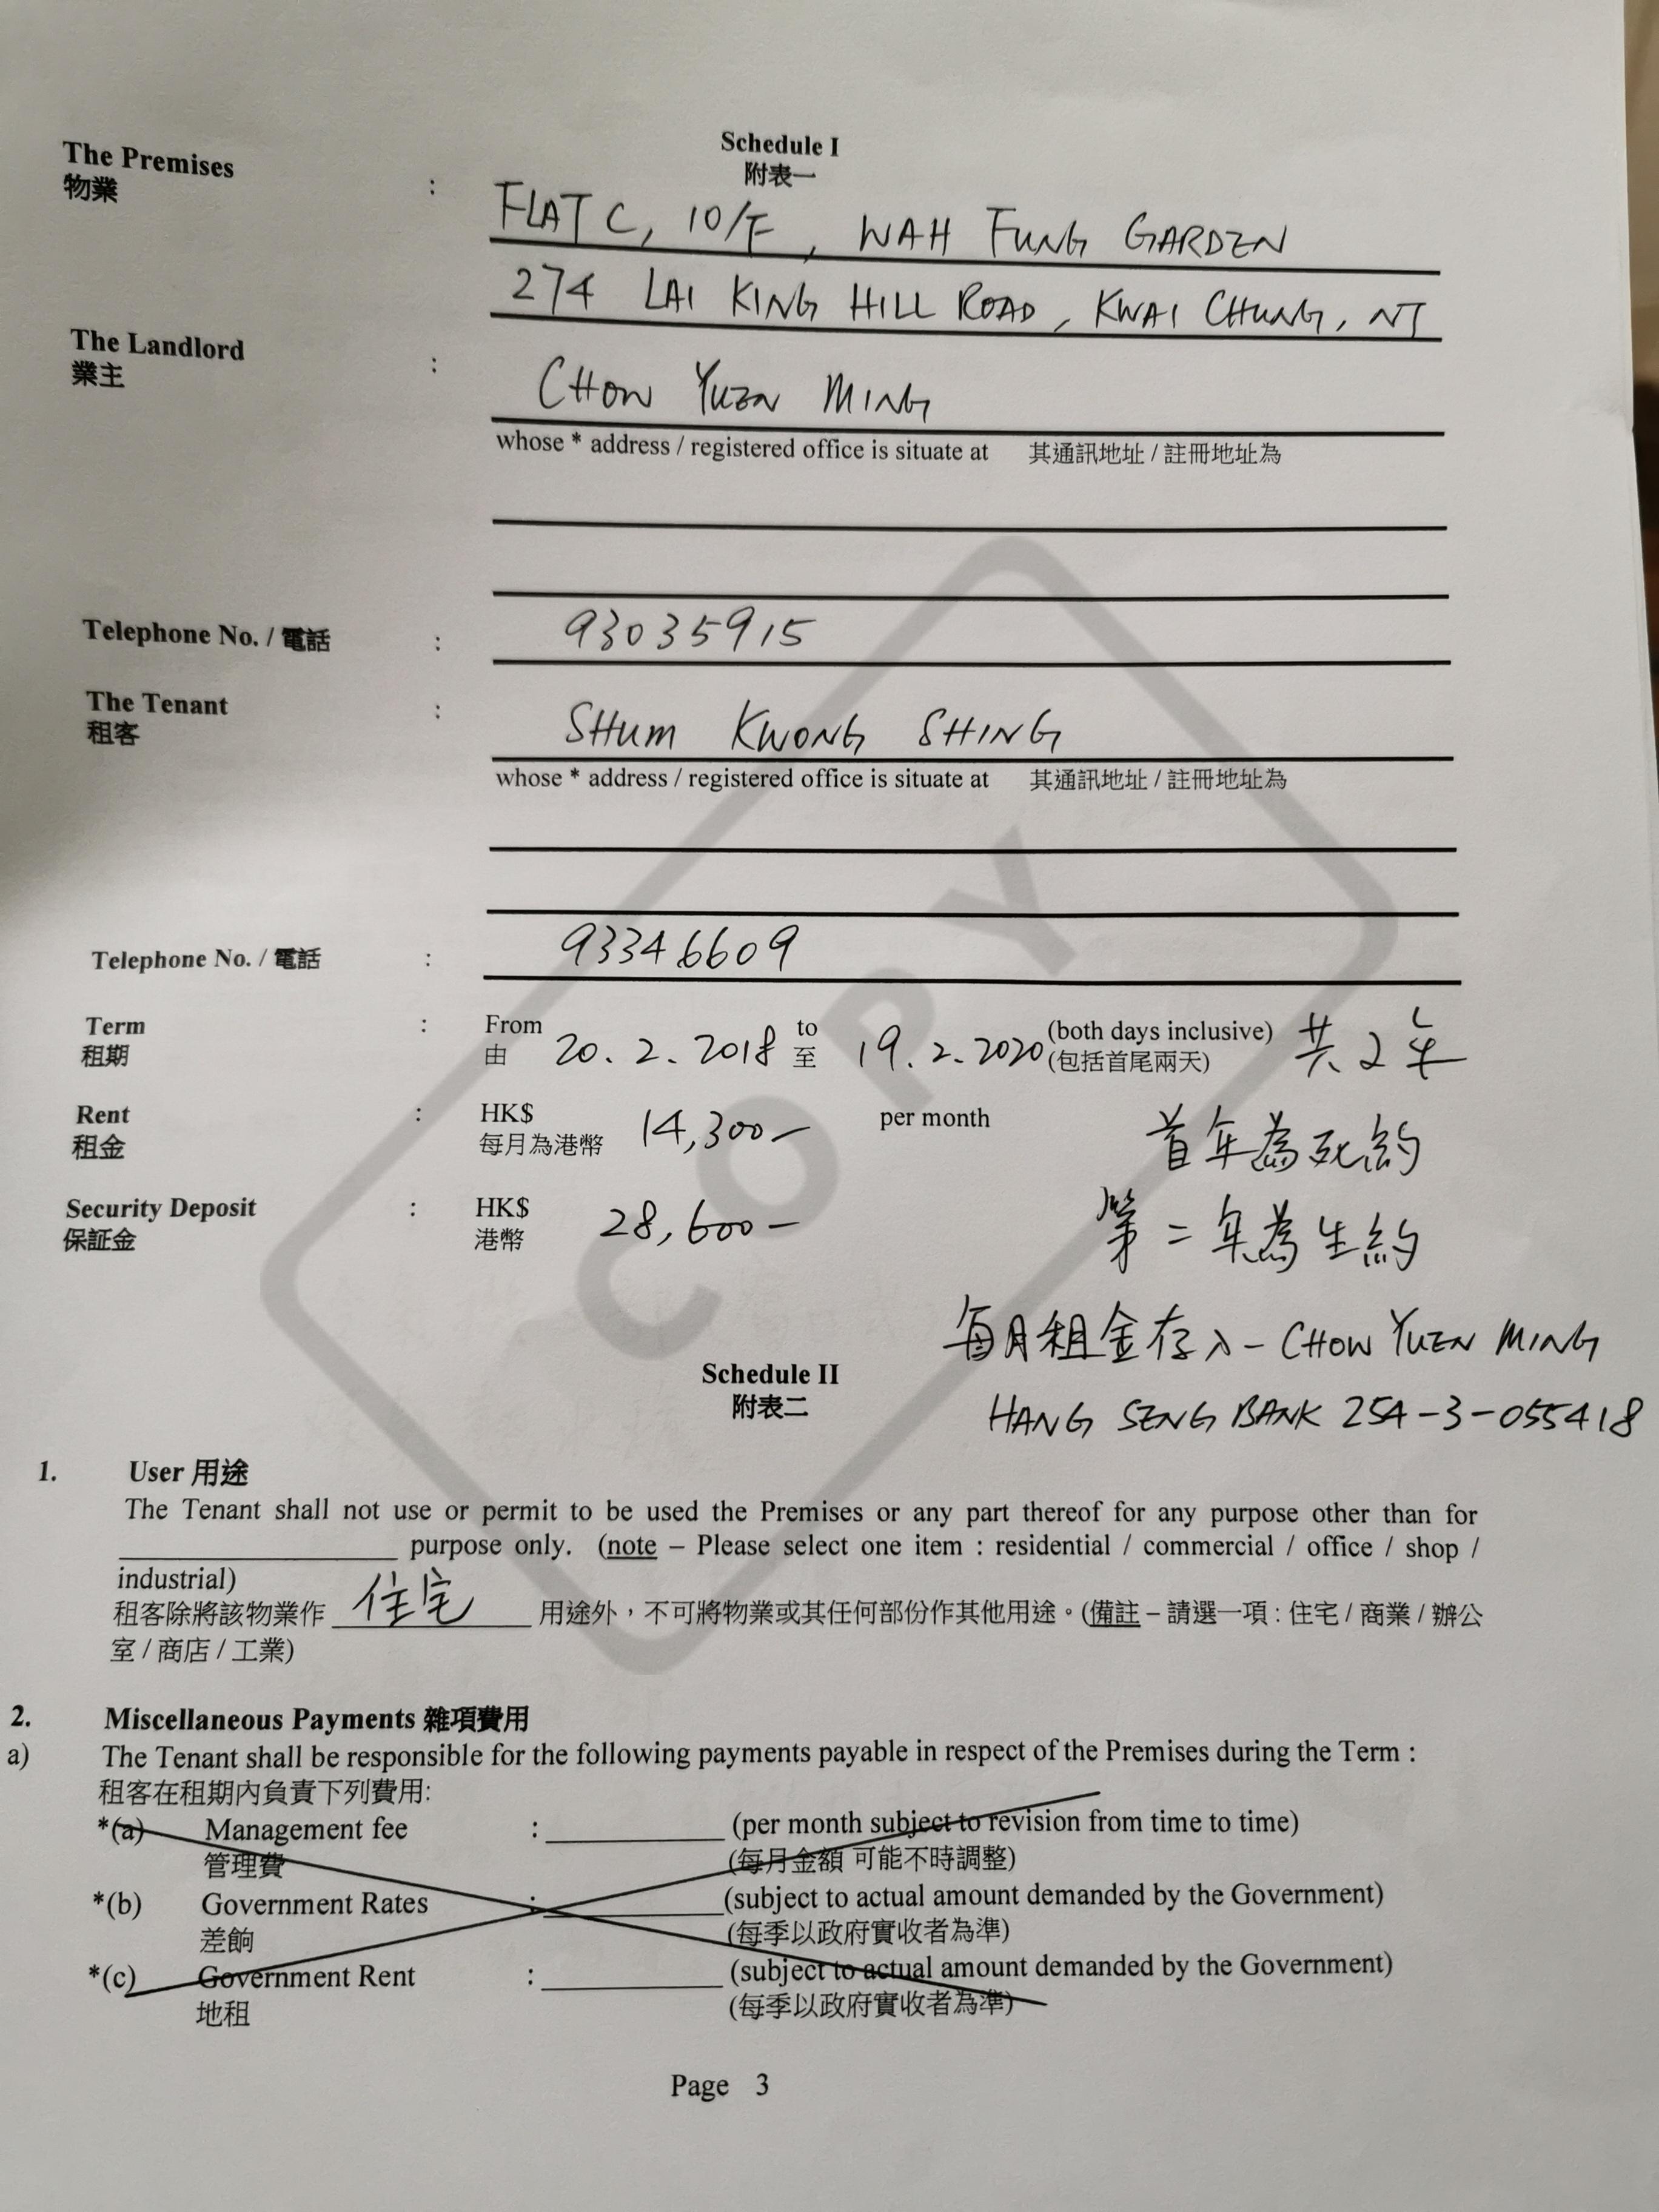 Schedule I
附表一
The Premises
物業 :
FLAT C, 10/F, WAH FUNG GARDEN
274 LAI KING HILL ROAD, KWAI CHUNG, NT
The Landlord
業主 :
CHOW YUEN MING
whose * address / registered office is situate at 其通訊地址 / 註冊地址為
Telephone No. / 電話 : 93035915
The Tenant
租客 :
SHUM KWONG SHING
whose * address / registered office is situate at 其通訊地址 / 註冊地址為
Telephone No. / 電話 : 93346609
Term : From 20.2.2018 to 19.2.2020 (both days inclusive) 共2年
租期 由 至 (包括首尾兩天)
Rent : HK$ 14,300- per month
租金 每月為港幣
首年為死約
Security Deposit : HK$ 28,600-
保証金 港幣
第二年為生約
每月租金存入 - CHOW YUEN MING
HANG SENG BANK 254-3-055418
COPY
Schedule II
附表二
1. User 用途
The Tenant shall not use or permit to be used the Premises or any part thereof for any purpose other than for
purpose only. (note – Please select one item : residential / commercial / office / shop /
industrial)
租客除將該物業作 住宅 用途外，不可將物業或其任何部份作其他用途。(備註 – 請選一項 : 住宅 / 商業 / 辦公
室 / 商店 / 工業)
2. Miscellaneous Payments 雜項費用
a) The Tenant shall be responsible for the following payments payable in respect of the Premises during the Term :
租客在租期內負責下列費用:
*(a) Management fee : (per month subject to revision from time to time)
管理費 (每月金額 可能不時調整)
*(b) Government Rates : (subject to actual amount demanded by the Government)
差餉 (每季以政府實收者為準)
*(c) Government Rent : (subject to actual amount demanded by the Government)
地租 (每季以政府實收者為準)
Page 3